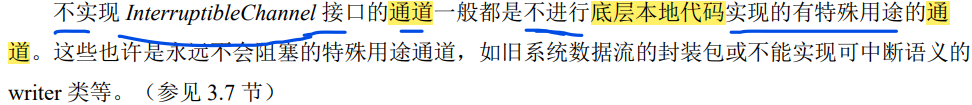 不实现 InterruptibleChannel 接口的通道一般都是不进行底层本地代码实现的有特殊用途的通
道。这些也许是永远不会阻塞的特殊用途通道，如旧系统数据流的封装包或不能实现可中断语义的
writer 类等。（参见 3.7 节）